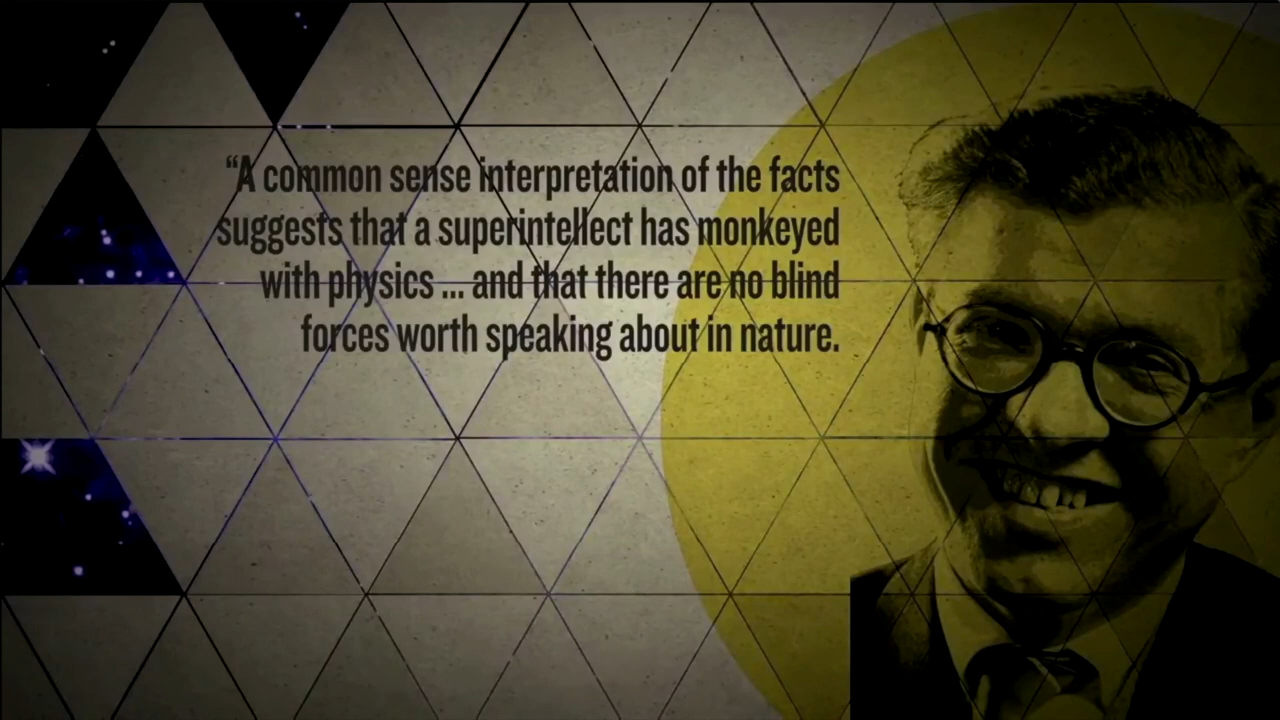 “A common sense interpretation of the facts
suggests that a superintellect has monkeyed
with physics ... and that there are no blind
forces worth speaking about in nature.